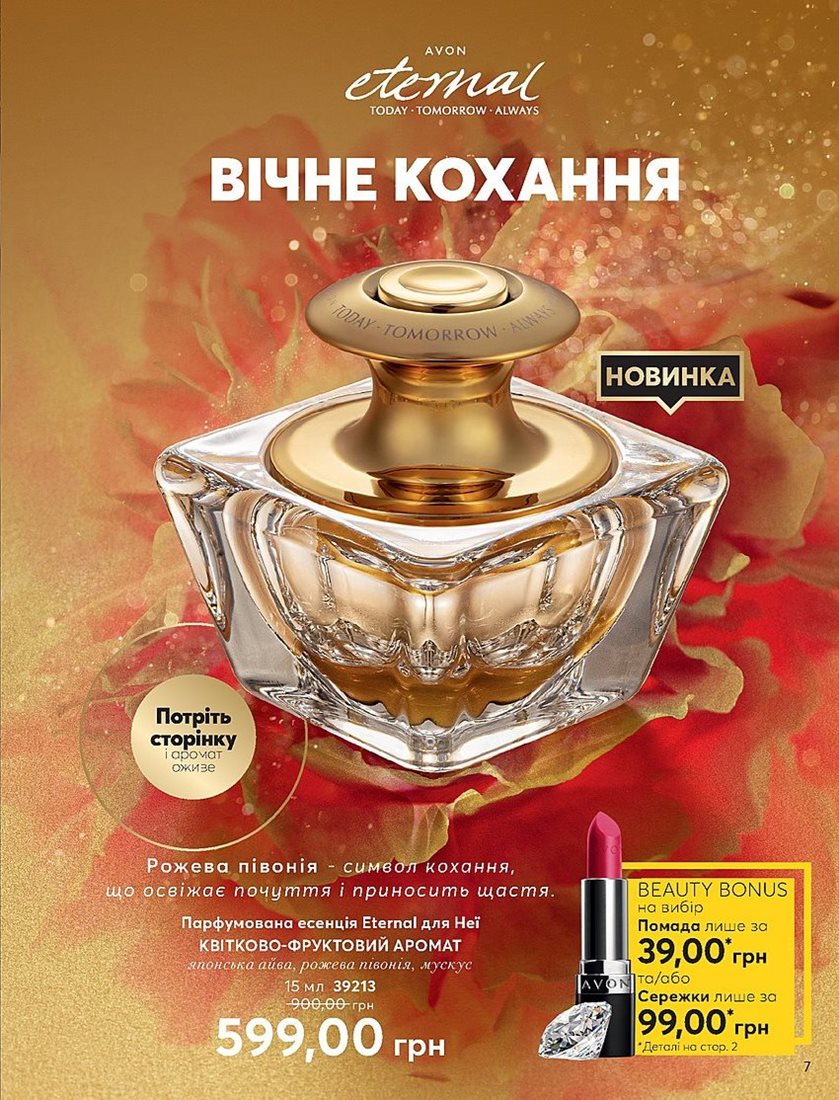 AVON
eternal
TODAY · TOMORROW · ALWAYS
ВІЧНЕ КОХАННЯ
TODAY · TOMORROW · ALWAYS
НОВИНКА
Потріть
сторінку
і аромат
оживе
Рожева півонія - символ кохання,
що освіжає почуття і приносить щастя.
Парфумована есенція Eternal для Неї
КВІТКОВО-ФРУКТОВИЙ АРОМАТ
японська айва, рожева півонія, мускус
15 мл 39213
900,00 грн
599,00 грн
AVON
BEAUTY BONUS
на вибір
Помада лише за
39,00* грн
та/або
Сережки лише за
99,00* грн
*Деталі на стор. 2
7